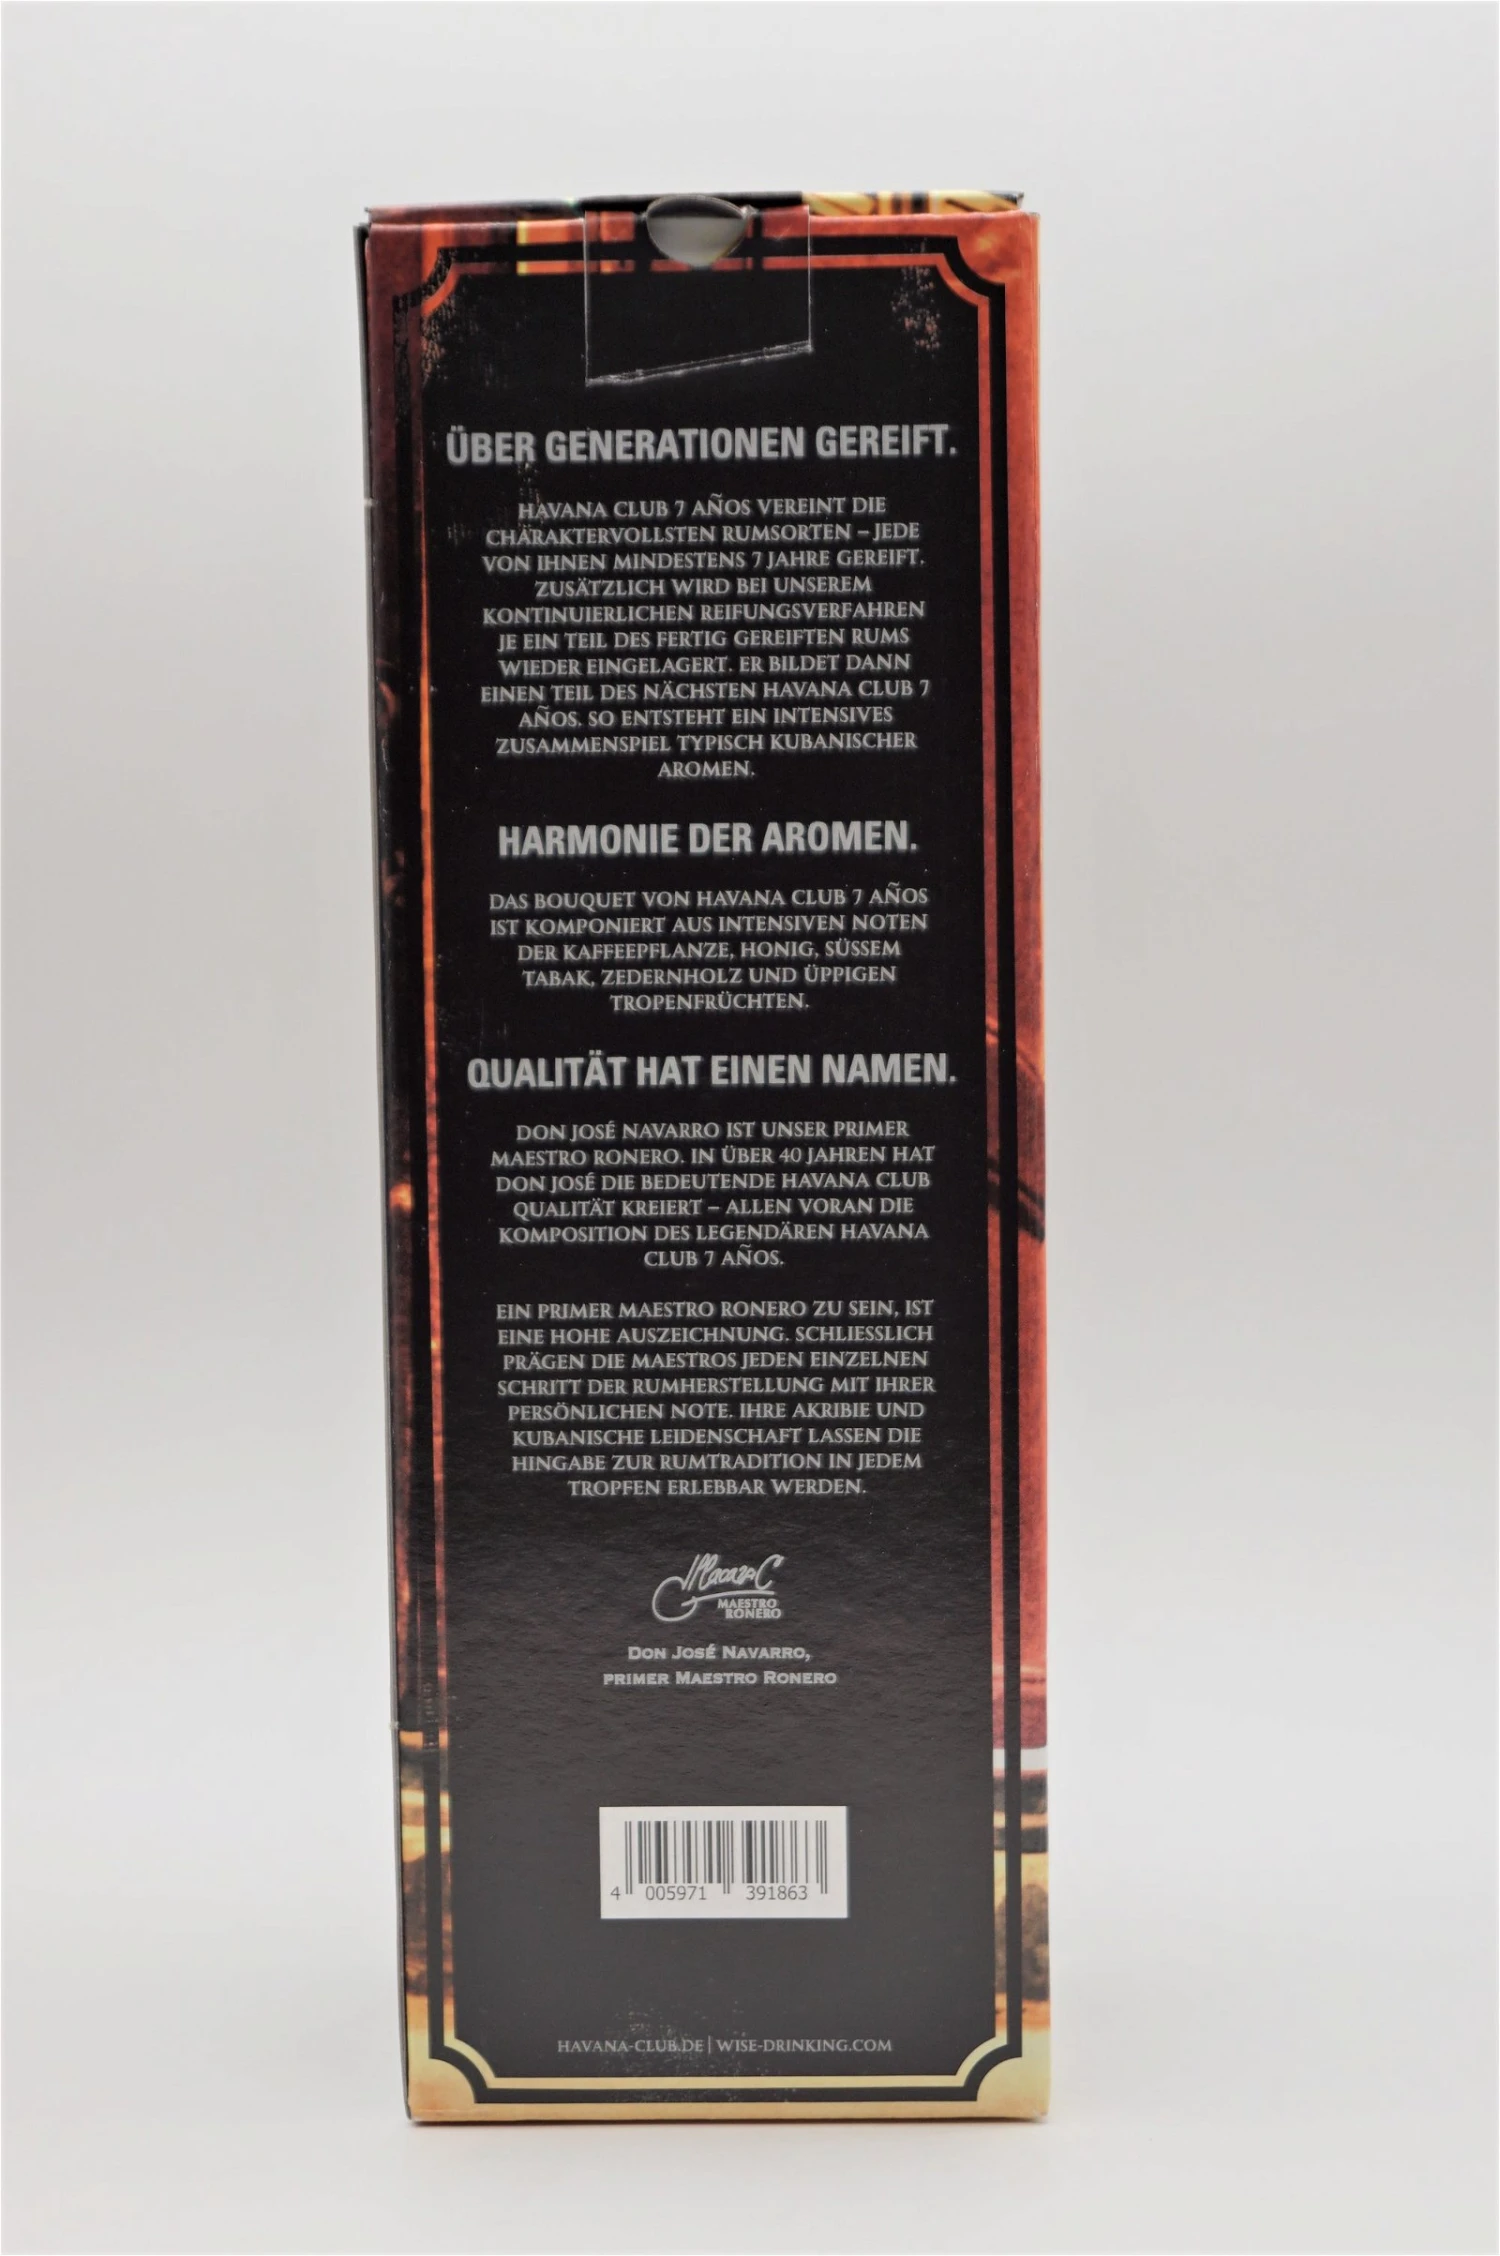 ÜBER GENERATIONEN GEREIFT.
HAVANA CLUB 7 AÑOS VEREINT DIE
CHARAKTERVOLLSTEN RUMSORTEN – JEDE
VON IHNEN MINDESTENS 7 JAHRE GEREIFT.
ZUSÄTZLICH WIRD BEI UNSEREM
KONTINUIERLICHEN REIFUNGSVERFAHREN
JE EIN TEIL DES FERTIG GEREIFTEN RUMS
WIEDER EINGELAGERT. ER BILDET DANN
EINEN TEIL DES NÄCHSTEN HAVANA CLUB 7
AÑOS. SO ENTSTEHT EIN INTENSIVES
ZUSAMMENSPIEL TYPISCH KUBANISCHER
AROMEN.
HARMONIE DER AROMEN.
DAS BOUQUET VON HAVANA CLUB 7 AÑOS
IST KOMPONIERT AUS INTENSIVEN NOTEN
DER KAFFEEPFLANZE, HONIG, SÜSSEM
TABAK, ZEDERNHOLZ UND ÜPPIGEN
TROPENFRÜCHTEN.
QUALITÄT HAT EINEN NAMEN.
DON JOSÉ NAVARRO IST UNSER PRIMER
MAESTRO RONERO. IN ÜBER 40 JAHREN HAT
DON JOSÉ DIE BEDEUTENDE HAVANA CLUB
QUALITÄT KREIERT – ALLEN VORAN DIE
KOMPOSITION DES LEGENDÄREN HAVANA
CLUB 7 AÑOS.
EIN PRIMER MAESTRO RONERO ZU SEIN, IST
EINE HOHE AUSZEICHNUNG. SCHLIESSLICH
PRÄGEN DIE MAESTROS JEDEN EINZELNEN
SCHRITT DER RUMHERSTELLUNG MIT IHRER
PERSÖNLICHEN NOTE. IHRE AKRIBIE UND
KUBANISCHE LEIDENSCHAFT LASSEN DIE
HINGABE ZUR RUMTRADITION IN JEDEM
TROPFEN ERLEBBAR WERDEN.
MAESTRO
RONERO
DON JOSÉ NAVARRO,
PRIMER MAESTRO RONERO
4 005971 391863
HAVANA-CLUB.DE | WISE-DRINKING.COM